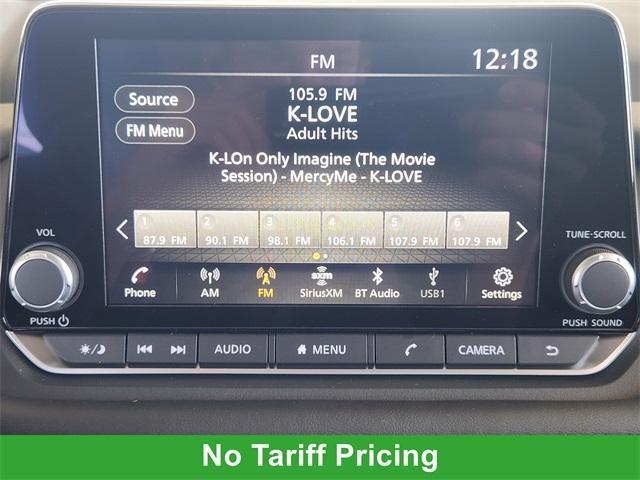 FM
12:18
Source
105.9 FM
K-LOVE
Adult Hits
FM Menu
K-LOn Only Imagine (The Movie
Session) - MercyMe - K-LOVE
1 2 3 4 5 6
87.9 FM 90.1 FM 98.1 FM 106.1 FM 107.9 FM 107.9 FM
VOL
TUNE·SCROLL
Phone AM FM sxm SiriusXM BT Audio USB1 Settings
PUSH
PUSH SOUND
AUDIO MENU CAMERA
No Tariff Pricing